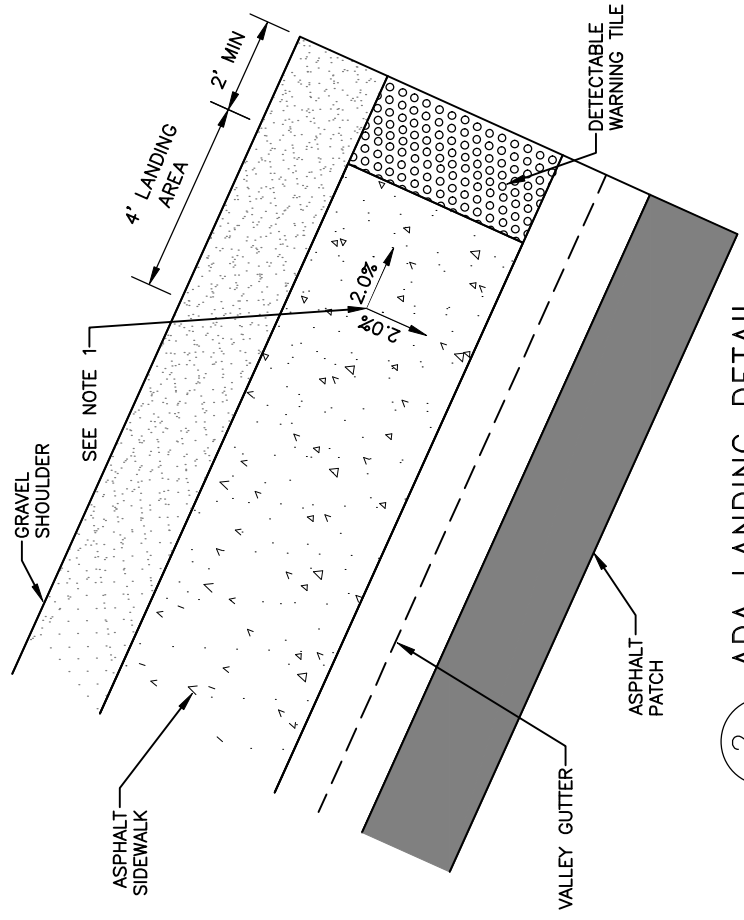 2' MIN
4' LANDING
AREA
SEE NOTE 1
GRAVEL
SHOULDER
2.0%
2.0%
DETECTABLE
WARNING TILE
ASPHALT
SIDEWALK
ASPHALT
PATCH
VALLEY GUTTER
2
ADA LANDING DETAIL